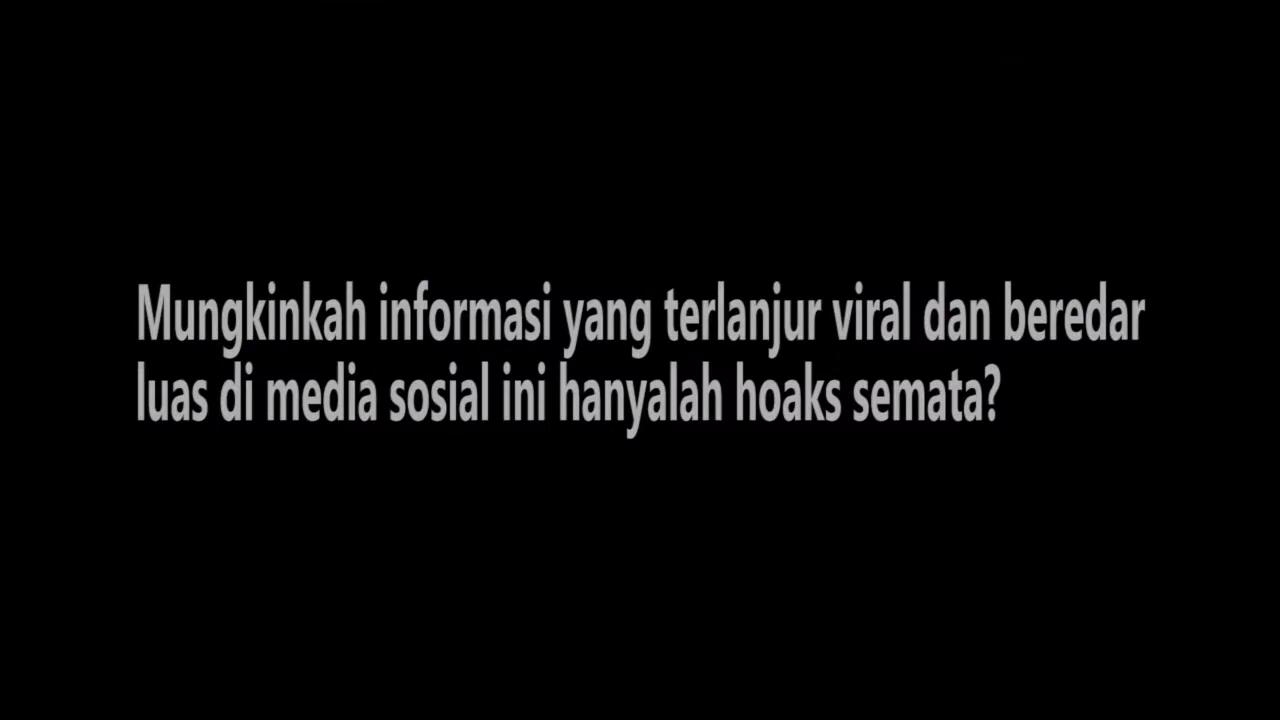 Mungkinkah informasi yang terlanjur viral dan beredar
luas di media sosial ini hanyalah hoaks semata?